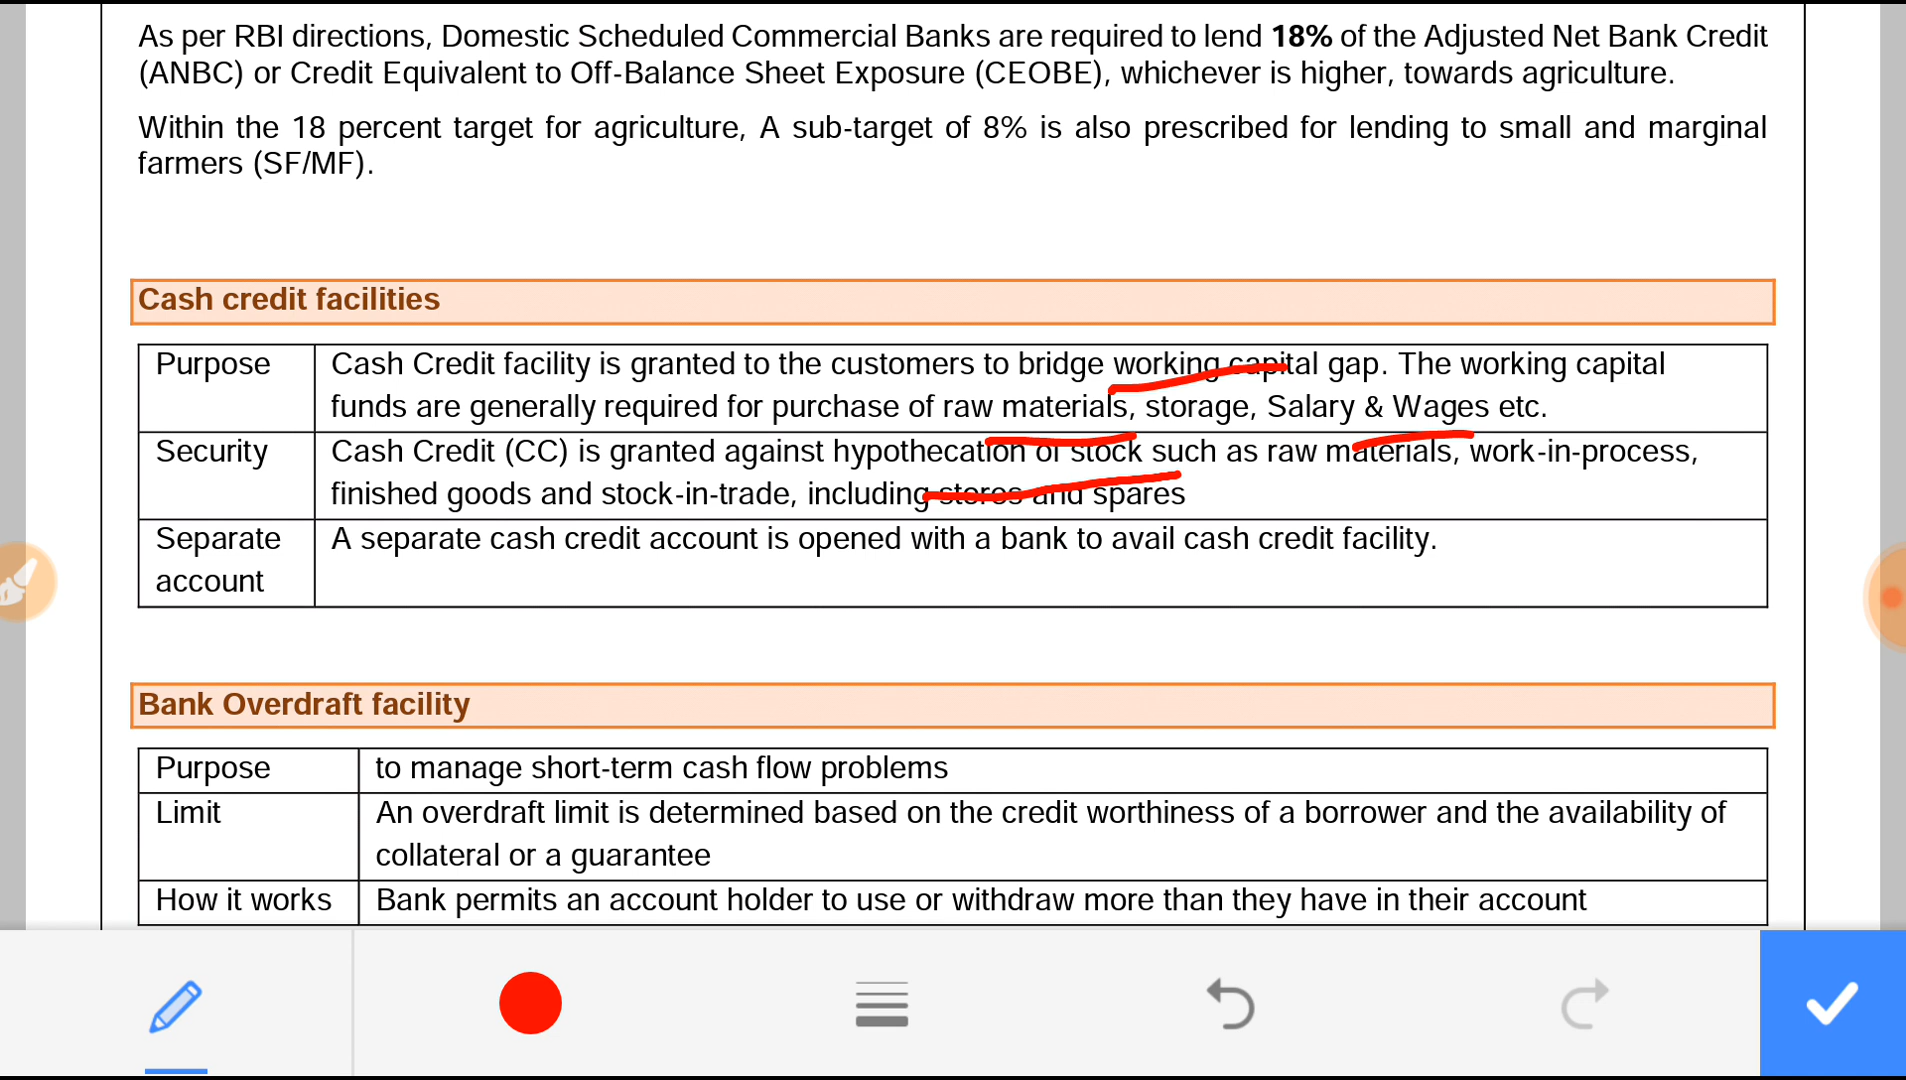 As per RBI directions, Domestic Scheduled Commercial Banks are required to lend 18% of the Adjusted Net Bank Credit
(ANBC) or Credit Equivalent to Off-Balance Sheet Exposure (CEOBE), whichever is higher, towards agriculture.
Within the 18 percent target for agriculture, A sub-target of 8% is also prescribed for lending to small and marginal
farmers (SF/MF).
Cash credit facilities
Purpose Cash Credit facility is granted to the customers to bridge working capital gap. The working capital
funds are generally required for purchase of raw materials, storage, Salary & Wages etc.
Security Cash Credit (CC) is granted against hypothecation of stock such as raw materials, work-in-process,
finished goods and stock-in-trade, including stores and spares
Separate A separate cash credit account is opened with a bank to avail cash credit facility.
account
Bank Overdraft facility
Purpose to manage short-term cash flow problems
Limit An overdraft limit is determined based on the credit worthiness of a borrower and the availability of
collateral or a guarantee
How it works Bank permits an account holder to use or withdraw more than they have in their account